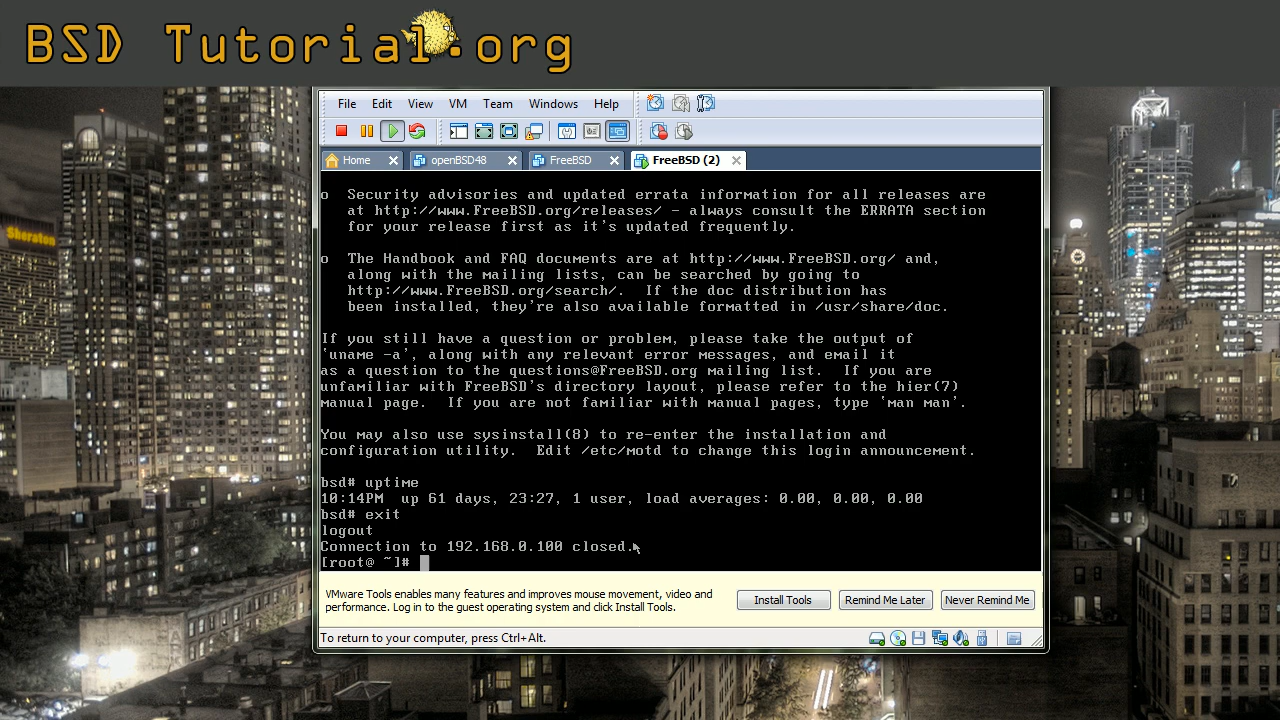 BSD Tutorial.org
File Edit View VM Team Windows Help
Home openBSD48 FreeBSD FreeBSD (2)
o Security advisories and updated errata information for all releases are
at http://www.FreeBSD.org/releases/ - always consult the ERRATA section
for your release first as it's updated frequently.
o The Handbook and FAQ documents are at http://www.FreeBSD.org/ and,
along with the mailing lists, can be searched by going to
http://www.FreeBSD.org/search/. If the doc distribution has
been installed, they're also available formatted in /usr/share/doc.
If you still have a question or problem, please take the output of
`uname -a', along with any relevant error messages, and email it
as a question to the questions@FreeBSD.org mailing list. If you are
unfamiliar with FreeBSD's directory layout, please refer to the hier(7)
manual page. If you are not familiar with manual pages, type `man man'.
You may also use sysinstall(8) to re-enter the installation and
configuration utility. Edit /etc/motd to change this login announcement.
bsd# uptime
10:14PM up 61 days, 23:27, 1 user, load averages: 0.00, 0.00, 0.00
bsd# exit
logout
Connection to 192.168.0.100 closed.
[root@ ~]#
VMware Tools enables many features and improves mouse movement, video and
performance. Log in to the guest operating system and click Install Tools.
Install Tools Remind Me Later Never Remind Me
To return to your computer, press Ctrl+Alt.
Sheraton